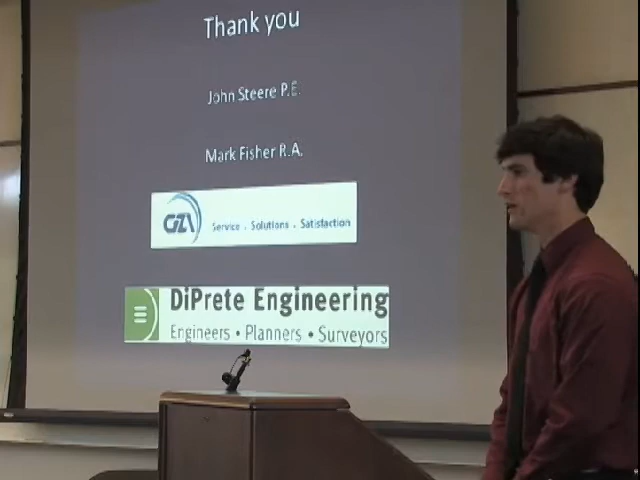 Thank you
John Steere P.E.
Mark Fisher R.A.
GZA
Service . Solutions . Satisfaction
DiPrete Engineering
Engineers • Planners • Surveyors